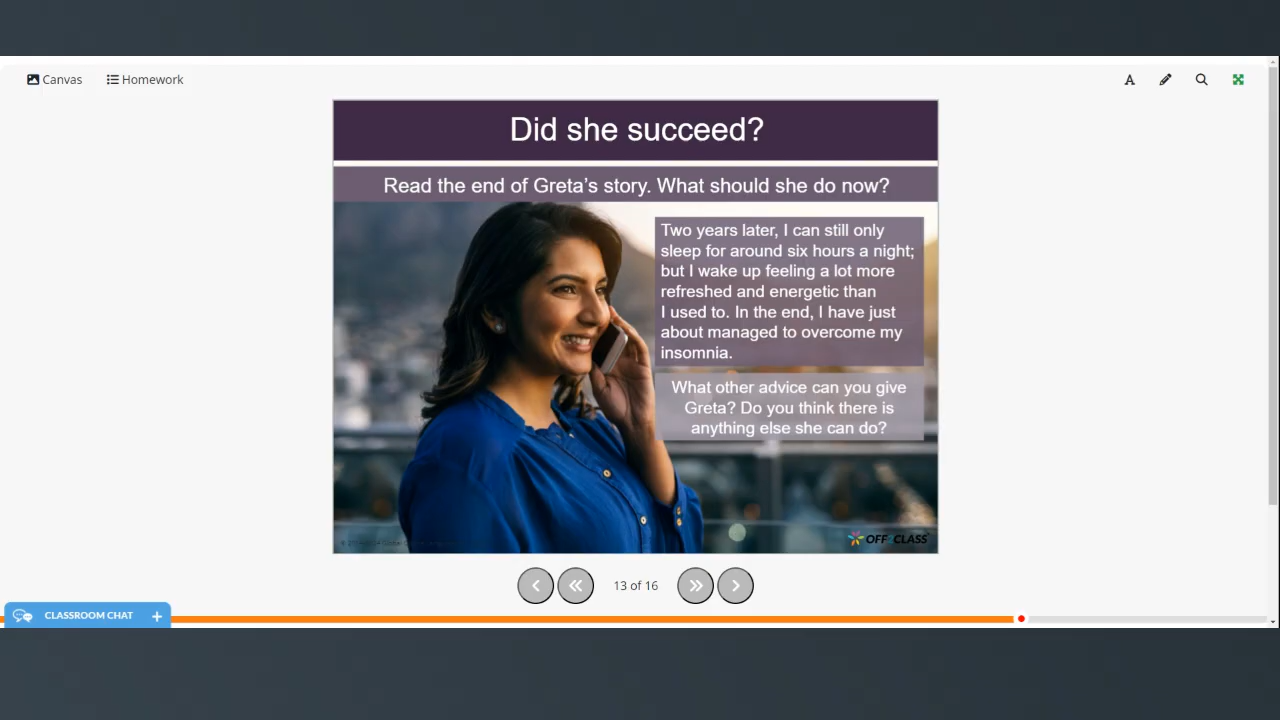 Canvas
Homework
A
Did she succeed?
Read the end of Greta's story. What should she do now?
Two years later, I can still only
sleep for around six hours a night;
but I wake up feeling a lot more
refreshed and energetic than
I used to. In the end, I have just
about managed to overcome my
insomnia.
What other advice can you give
Greta? Do you think there is
anything else she can do?
OFF2CLASS
13 of 16
CLASSROOM CHAT +